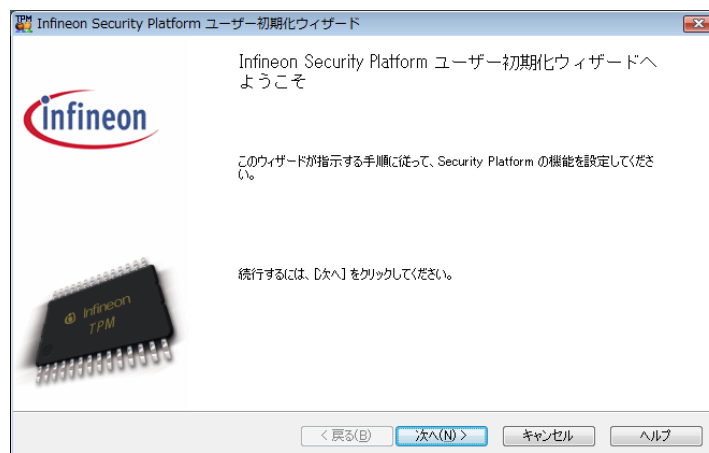 TPM
Infineon Security Platform ユーザー初期化ウィザード
Infineon Security Platform ユーザー初期化ウィザードへ
ようこそ
infineon
このウィザードが指示する手順に従って、Security Platform の機能を設定してくださ
い。
続行するには、[次へ] をクリックしてください。
Infineon
TPM
< 戻る(B)
次へ(N) >
キャンセル
ヘルプ